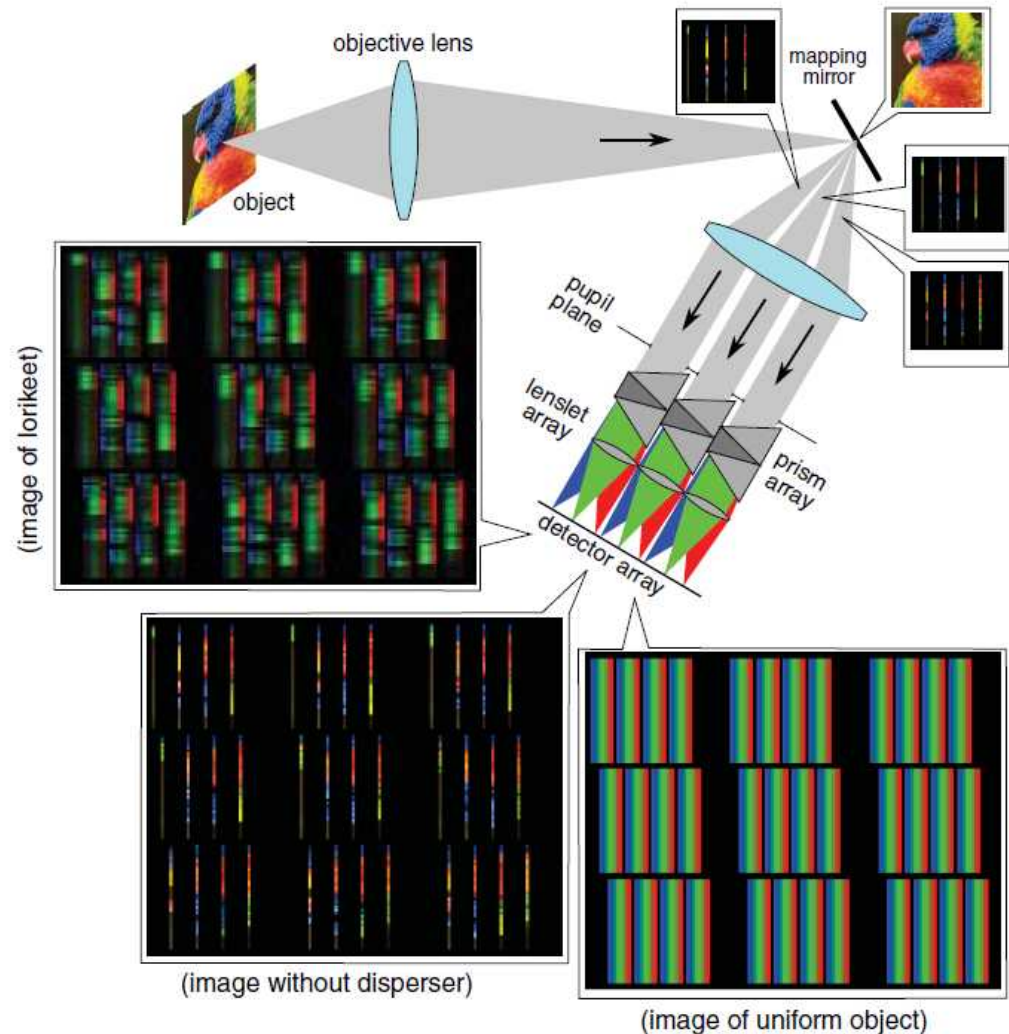 objective lens
mapping
mirror
object
pupil
plane
lenslet
array
prism
array
detector array
(image of lorikeet)
(image without disperser)
(image of uniform object)